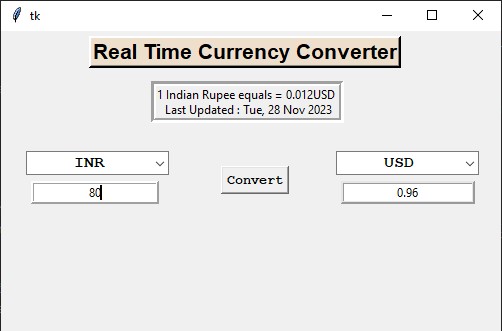 tk
Real Time Currency Converter
1 Indian Rupee equals = 0.012USD
Last Updated : Tue, 28 Nov 2023
INR
USD
80
Convert
0.96